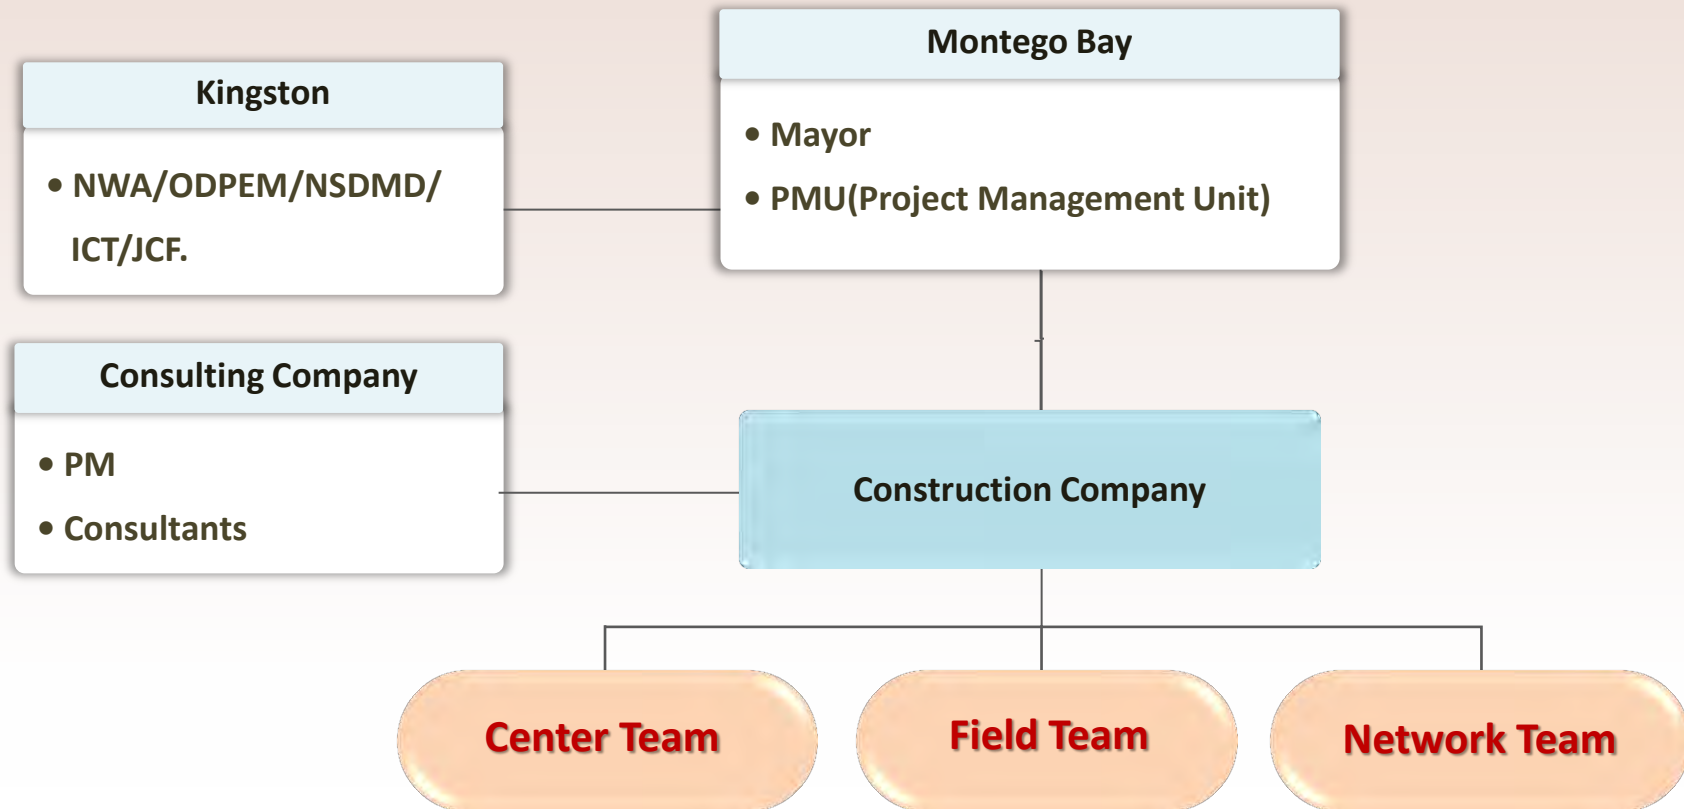 Montego Bay
• Mayor
• PMU(Project Management Unit)
Kingston
• NWA/ODPEM/NSDMD/
ICT/JCF.
Consulting Company
• PM
• Consultants
Construction Company
Center Team
Field Team
Network Team